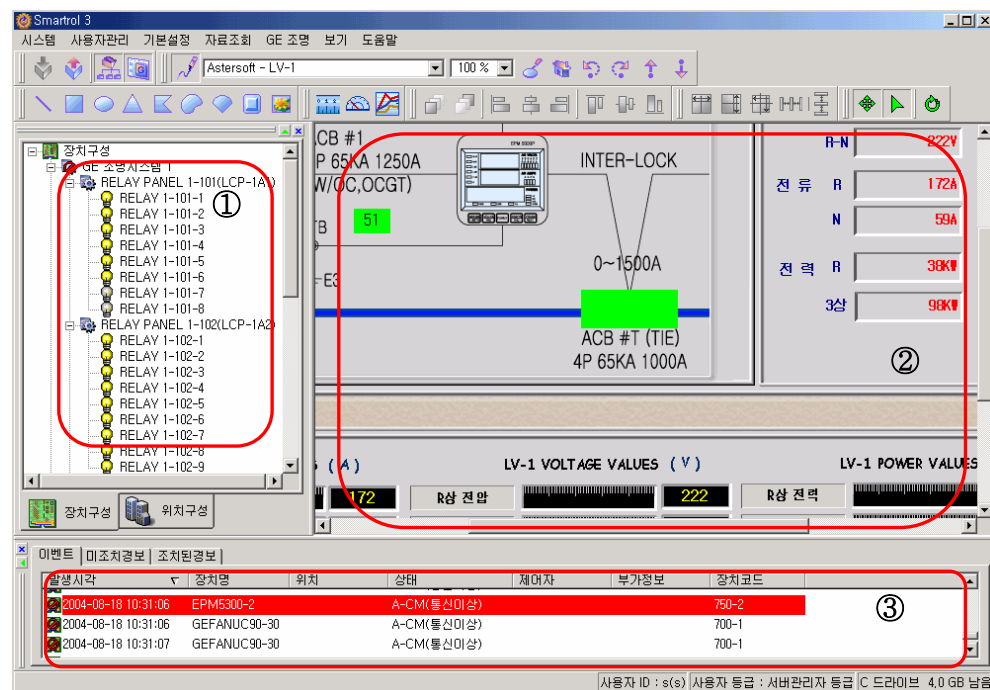 Smartrol 3
시스템 사용자관리 기본설정 자료조회 GE 조명 보기 도움말
Astersoft - LV-1
100 %
장치구성
GE 조명시스템 1
RELAY PANEL 1-101(LCP-1A1)
RELAY 1-101-1
RELAY 1-101-2
RELAY 1-101-3
RELAY 1-101-4
RELAY 1-101-5
RELAY 1-101-6
RELAY 1-101-7
RELAY 1-101-8
RELAY PANEL 1-102(LCP-1A2)
RELAY 1-102-1
RELAY 1-102-2
RELAY 1-102-3
RELAY 1-102-4
RELAY 1-102-5
RELAY 1-102-6
RELAY 1-102-7
RELAY 1-102-8
RELAY 1-102-9
①
장치구성 위치구성
CB #1
P 65KA 1250A
W/OC,OCGT)
51
TB
-E3
INTER-LOCK
0~1500A
ACB #T (TIE)
4P 65KA 1000A
R-N 222V
전 류 R 172A
N 59A
전 력 R 38KW
3상 98KW
②
(A) LV-1 VOLTAGE VALUES (V) LV-1 POWER VALUES
172 R상 전압 222 R상 전력
이벤트 미조치경보 조치된경보
발생시각 장치명 위치 상태 제어자 부가정보 장치코드
2004-08-18 10:31:06 EPM5300-2 A-CM(통신이상) 750-2
2004-08-18 10:31:06 GEFANUC90-30 A-CM(통신이상) 700-1
2004-08-18 10:31:07 GEFANUC90-30 A-CM(통신이상) 700-1
③
사용자 ID : s(s) 사용자 등급 : 서버관리자 등급 C 드라이브 4,0 GB 남음